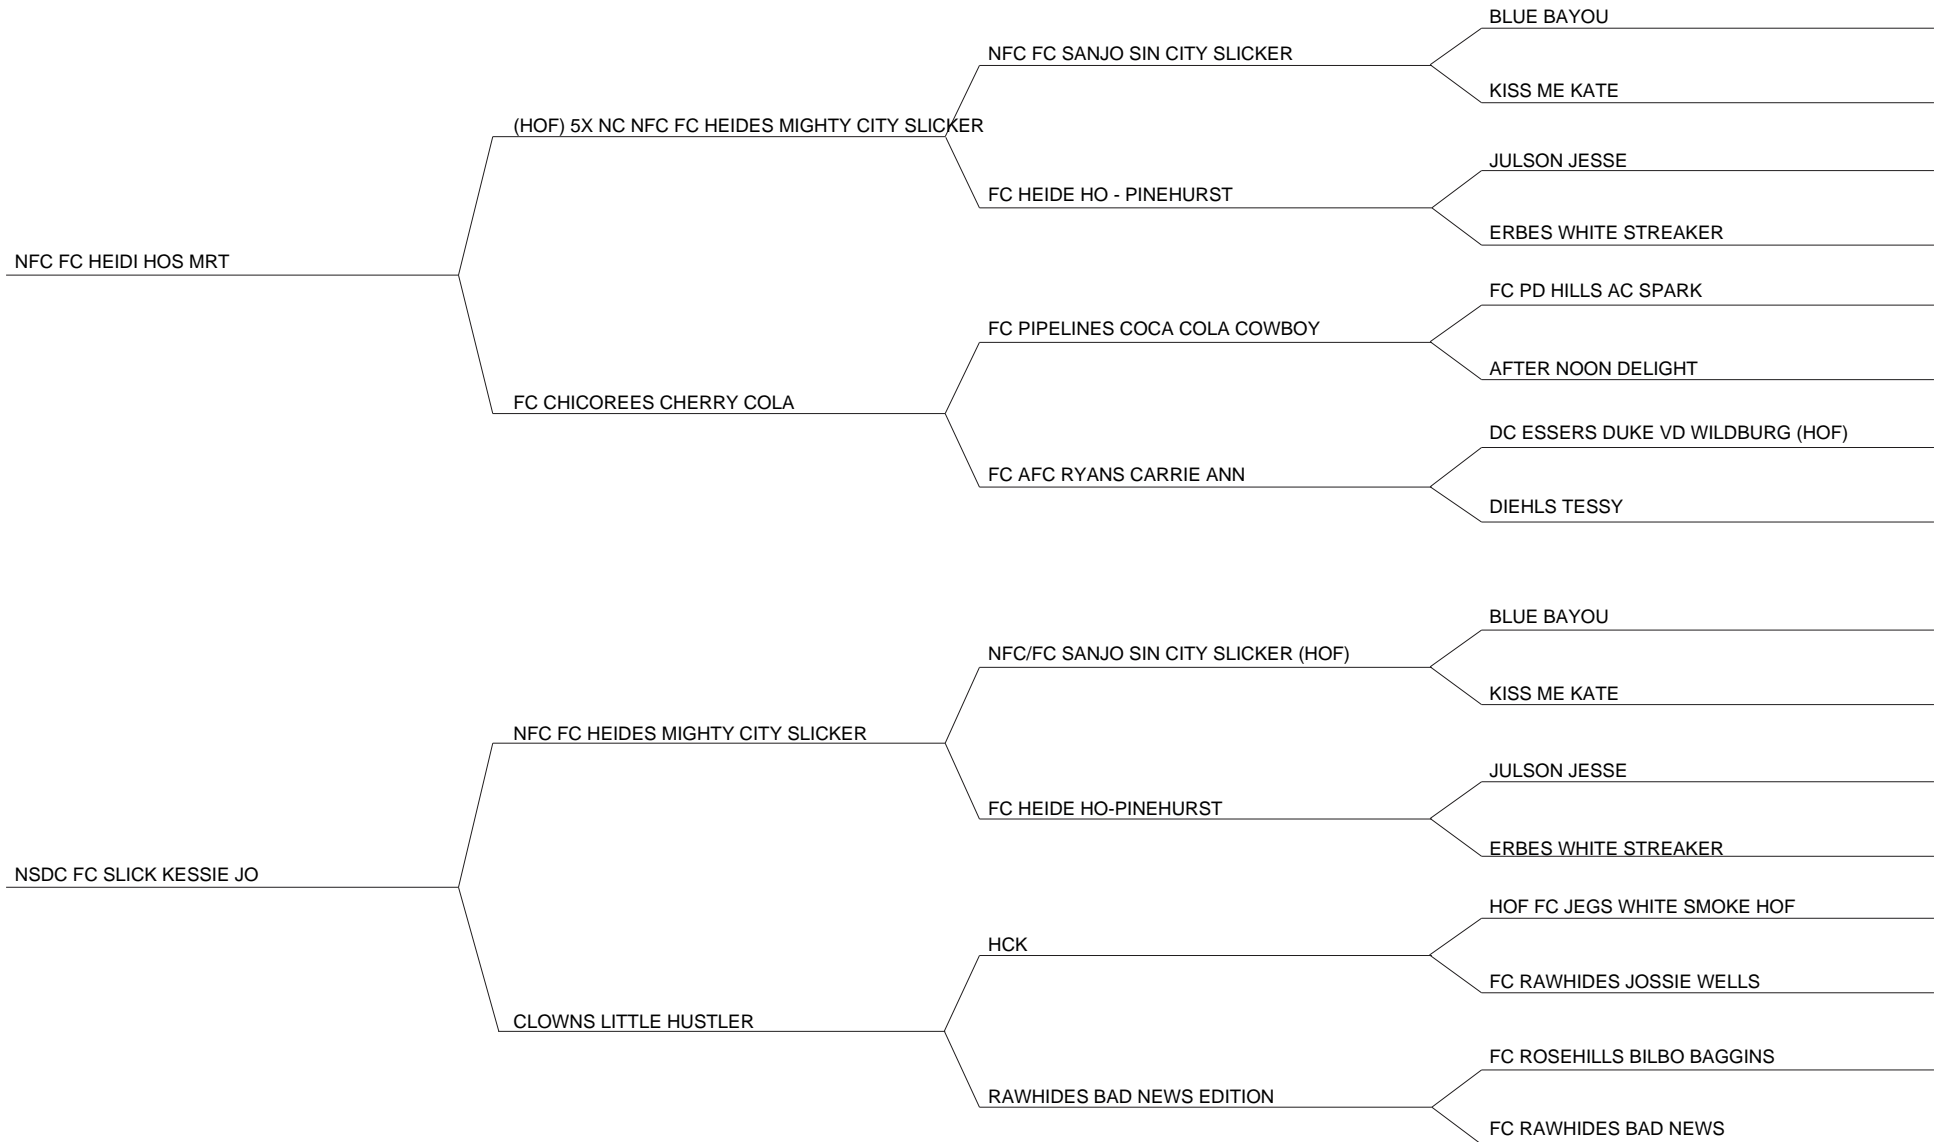 BLUE BAYOU
NFC FC SANJO SIN CITY SLICKER
KISS ME KATE
(HOF) 5X NC NFC FC HEIDES MIGHTY CITY SLICKER
JULSON JESSE
FC HEIDE HO - PINEHURST
ERBES WHITE STREAKER
NFC FC HEIDI HOS MRT
FC PD HILLS AC SPARK
FC PIPELINES COCA COLA COWBOY
AFTER NOON DELIGHT
FC CHICOREES CHERRY COLA
DC ESSERS DUKE VD WILDBURG (HOF)
FC AFC RYANS CARRIE ANN
DIEHLS TESSY
BLUE BAYOU
NFC/FC SANJO SIN CITY SLICKER (HOF)
KISS ME KATE
NFC FC HEIDES MIGHTY CITY SLICKER
JULSON JESSE
FC HEIDE HO-PINEHURST
ERBES WHITE STREAKER
NSDC FC SLICK KESSIE JO
HOF FC JEGS WHITE SMOKE HOF
HCK
FC RAWHIDES JOSSIE WELLS
CLOWNS LITTLE HUSTLER
FC ROSEHILLS BILBO BAGGINS
RAWHIDES BAD NEWS EDITION
FC RAWHIDES BAD NEWS